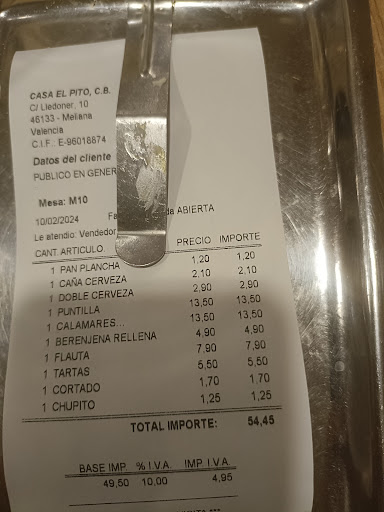 CASA EL PITO, C.B.
C/ Lledoner, 10
46133 - Meliana
Valencia
C.I.F.: E-96018874
Datos del cliente
PUBLICO EN GENER
Mesa: M10
10/02/2024 Fa da ABIERTA
Le atendio: Vendedor
CANT. ARTICULO. PRECIO IMPORTE
1 PAN PLANCHA 1,20 1,20
1 CAÑA CERVEZA 2,10 2,10
1 DOBLE CERVEZA 2,90 2,90
1 PUNTILLA 13,50 13,50
1 CALAMARES... 13,50 13,50
1 BERENJENA RELLENA 4,90 4,90
1 FLAUTA 7,90 7,90
1 TARTAS 5,50 5,50
1 CORTADO 1,70 1,70
1 CHUPITO 1,25 1,25
TOTAL IMPORTE: 54,45
BASE IMP. % I.V.A. IMP I.V.A.
49,50 10,00 4,95